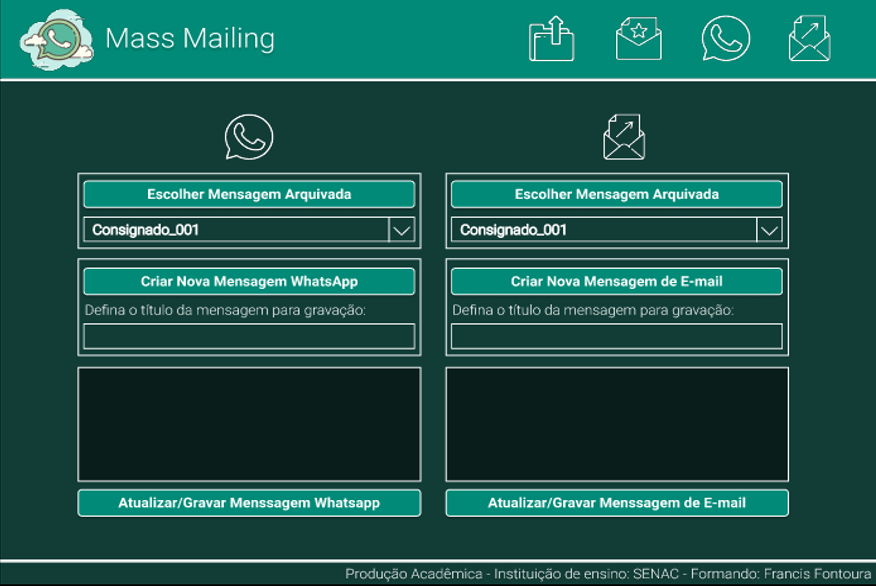 Mass Mailing
Escolher Mensagem Arquivada
Consignado_001
Criar Nova Mensagem WhatsApp
Defina o título da mensagem para gravação:
Atualizar/Gravar Menssagem Whatsapp
Escolher Mensagem Arquivada
Consignado_001
Criar Nova Mensagem de E-mail
Defina o título da mensagem para gravação:
Atualizar/Gravar Menssagem de E-mail
Produção Acadêmica - Instituição de ensino: SENAC - Formando: Francis Fontoura